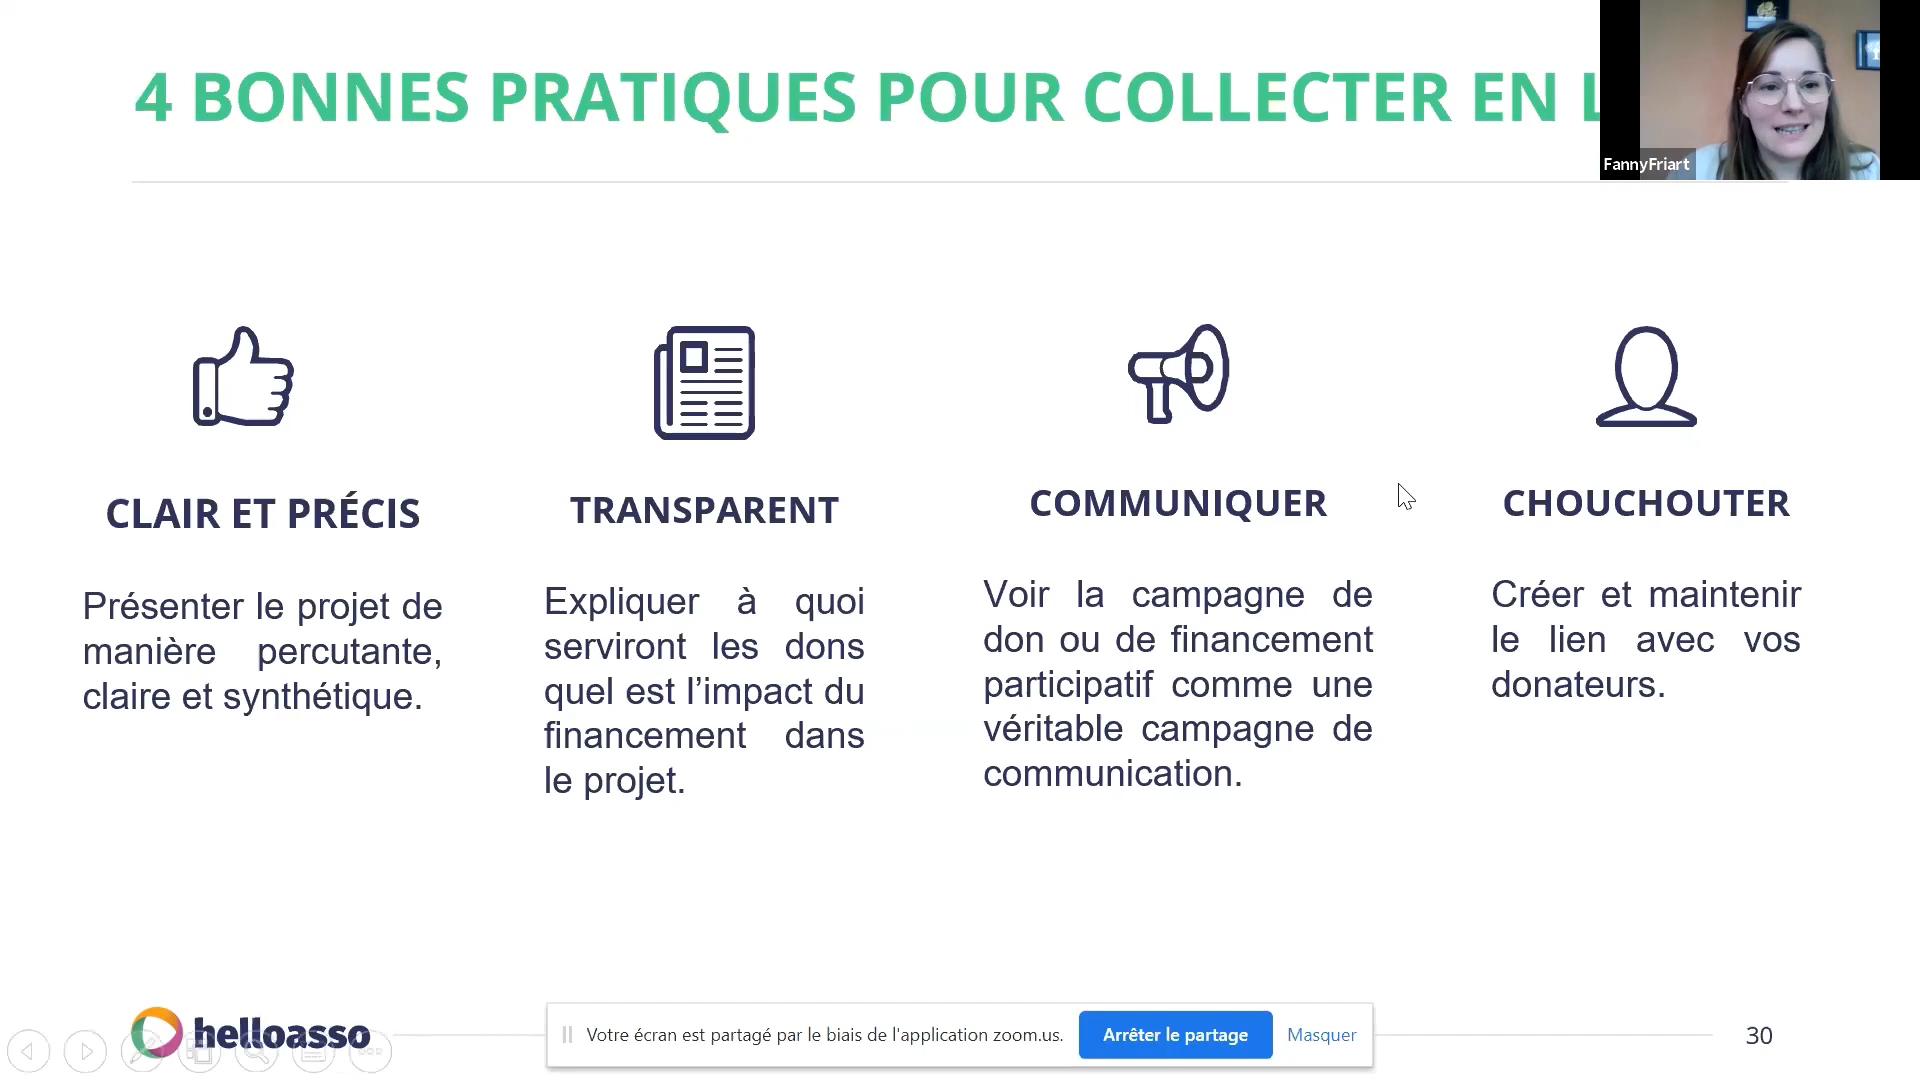 4 BONNES PRATIQUES POUR COLLECTER EN
FannyFriart
CLAIR ET PRÉCIS
Présenter le projet de
manière percutante,
claire et synthétique.
TRANSPARENT
Expliquer à quoi
serviront les dons
quel est l’impact du
financement dans
le projet.
COMMUNIQUER
Voir la campagne de
don ou de financement
participatif comme une
véritable campagne de
communication.
CHOUCHOUTER
Créer et maintenir
le lien avec vos
donateurs.
helloasso
Votre écran est partagé par le biais de l'application zoom.us.
Arrêter le partage
Masquer
30